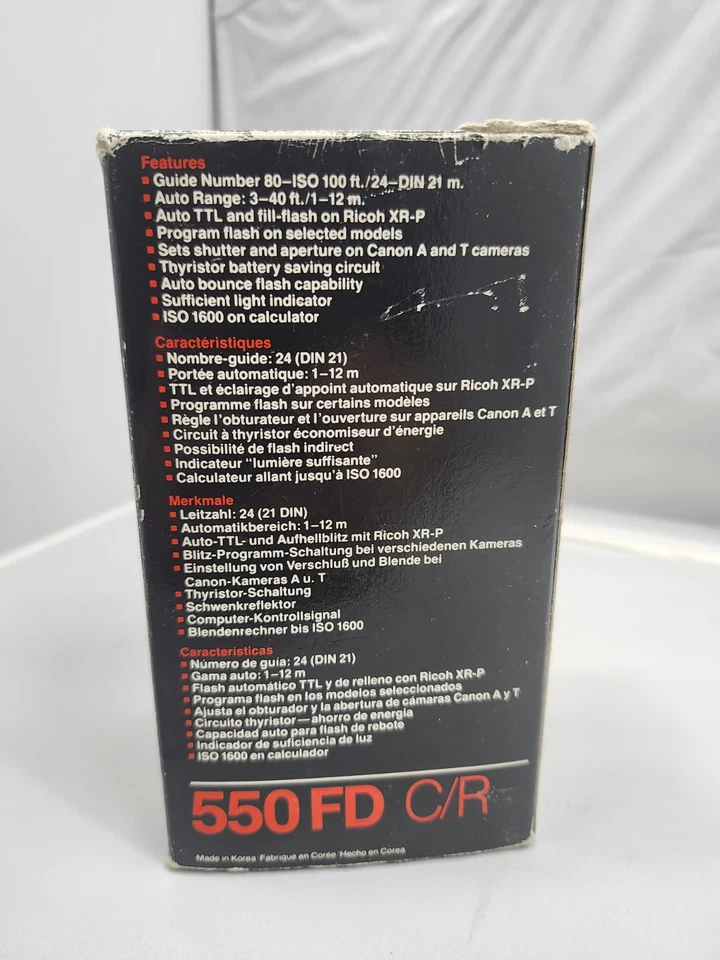 Features
Guide Number 80—ISO 100 ft./24—DIN 21 m.
Auto Range: 3–40 ft./1–12 m.
Auto TTL and fill-flash on Ricoh XR-P
Program flash on selected models
Sets shutter and aperture on Canon A and T cameras
Thyristor battery saving circuit
Auto bounce flash capability
Sufficient light indicator
ISO 1600 on calculator
Caractéristiques
Nombre-guide: 24 (DIN 21)
Portée automatique: 1–12 m
TTL et éclairage d'appoint automatique sur Ricoh XR-P
Programme flash sur certains modèles
Règle l'obturateur et l'ouverture sur appareils Canon A et T
Circuit à thyristor économiseur d'énergie
Possibilité de flash indirect
Indicateur "lumière suffisante"
Calculateur allant jusqu'à ISO 1600
Merkmale
Leitzahl: 24 (21 DIN)
Automatikbereich: 1–12 m
Auto-TTL- und Aufhellblitz mit Ricoh XR-P
Blitz-Programm-Schaltung bei verschiedenen Kameras
Einstellung von Verschluß und Blende bei
Canon-Kameras A u. T
Thyristor-Schaltung
Schwenkreflektor
Computer-Kontrollsignal
Blendenrechner bis ISO 1600
Caracteristicas
Número de guía: 24 (DIN 21)
Gama auto: 1–12 m
Flash automático TTL y de relleno con Ricoh XR-P
Programa flash en los modelos seleccionados
Ajusta el obturador y la abertura de cámaras Canon A y T
Circuito thyristor—ahorro de energía
Capacidad auto para flash de rebote
Indicador de suficiencia de luz
ISO 1600 en calculador
550 FD C/R
Made in Korea Fabriqué en Corée Hecho en Corea